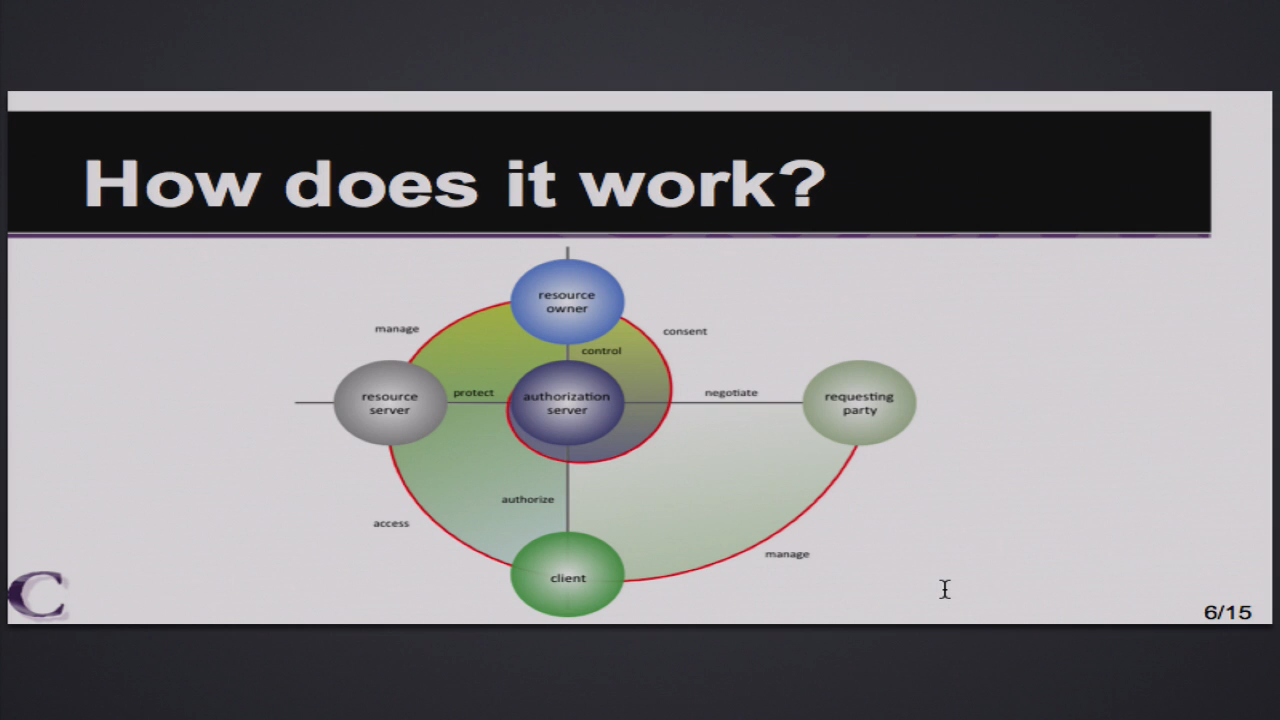 How does it work?
resource
owner
manage
consent
control
resource
server
protect
authorization
server
negotiate
requesting
party
authorize
access
manage
client
C
6/15